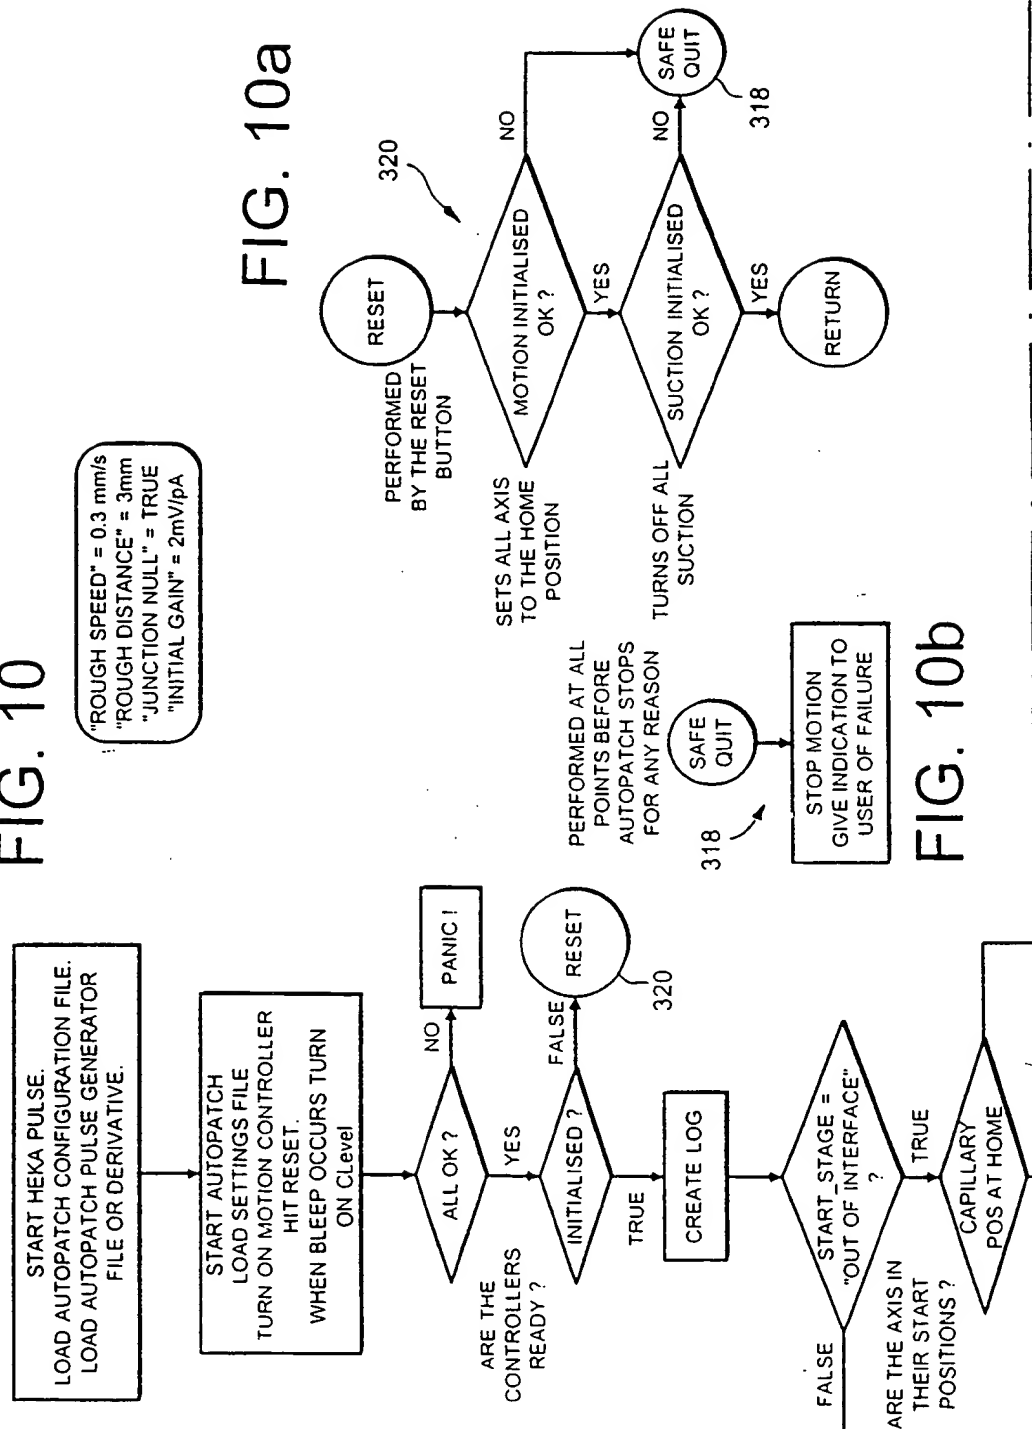 FIG. 10
"ROUGH SPEED" = 0.3 mm/s
"ROUGH DISTANCE" = 3mm
"JUNCTION NULL" = TRUE
"INITIAL GAIN" = 2mV/pA
START HEKA PULSE.
LOAD AUTOPATCH CONFIGURATION FILE.
LOAD AUTOPATCH PULSE GENERATOR
FILE OR DERIVATIVE.
START AUTOPATCH
LOAD SETTINGS FILE
TURN ON MOTION CONTROLLER
HIT RESET.
WHEN BLEEP OCCURS TURN
ON CLevel
ALL OK ?
NO
PANIC !
YES
ARE THE
CONTROLLERS
READY ?
INITIALISED ?
FALSE
RESET
320
TRUE
CREATE LOG
START_STAGE =
"OUT OF INTERFACE"
?
FALSE
TRUE
ARE THE AXIS IN
THEIR START
POSITIONS ?
CAPILLARY
POS AT HOME
FIG. 10a
RESET
PERFORMED
BY THE RESET
BUTTON
320
MOTION INITIALISED
OK ?
NO
SETS ALL AXIS
TO THE HOME
POSITION
YES
SUCTION INITIALISED
OK ?
NO
SAFE
QUIT
318
TURNS OFF ALL
SUCTION
YES
RETURN
PERFORMED AT ALL
POINTS BEFORE
AUTOPATCH STOPS
FOR ANY REASON
SAFE
QUIT
318
STOP MOTION
GIVE INDICATION TO
USER OF FAILURE
FIG. 10b